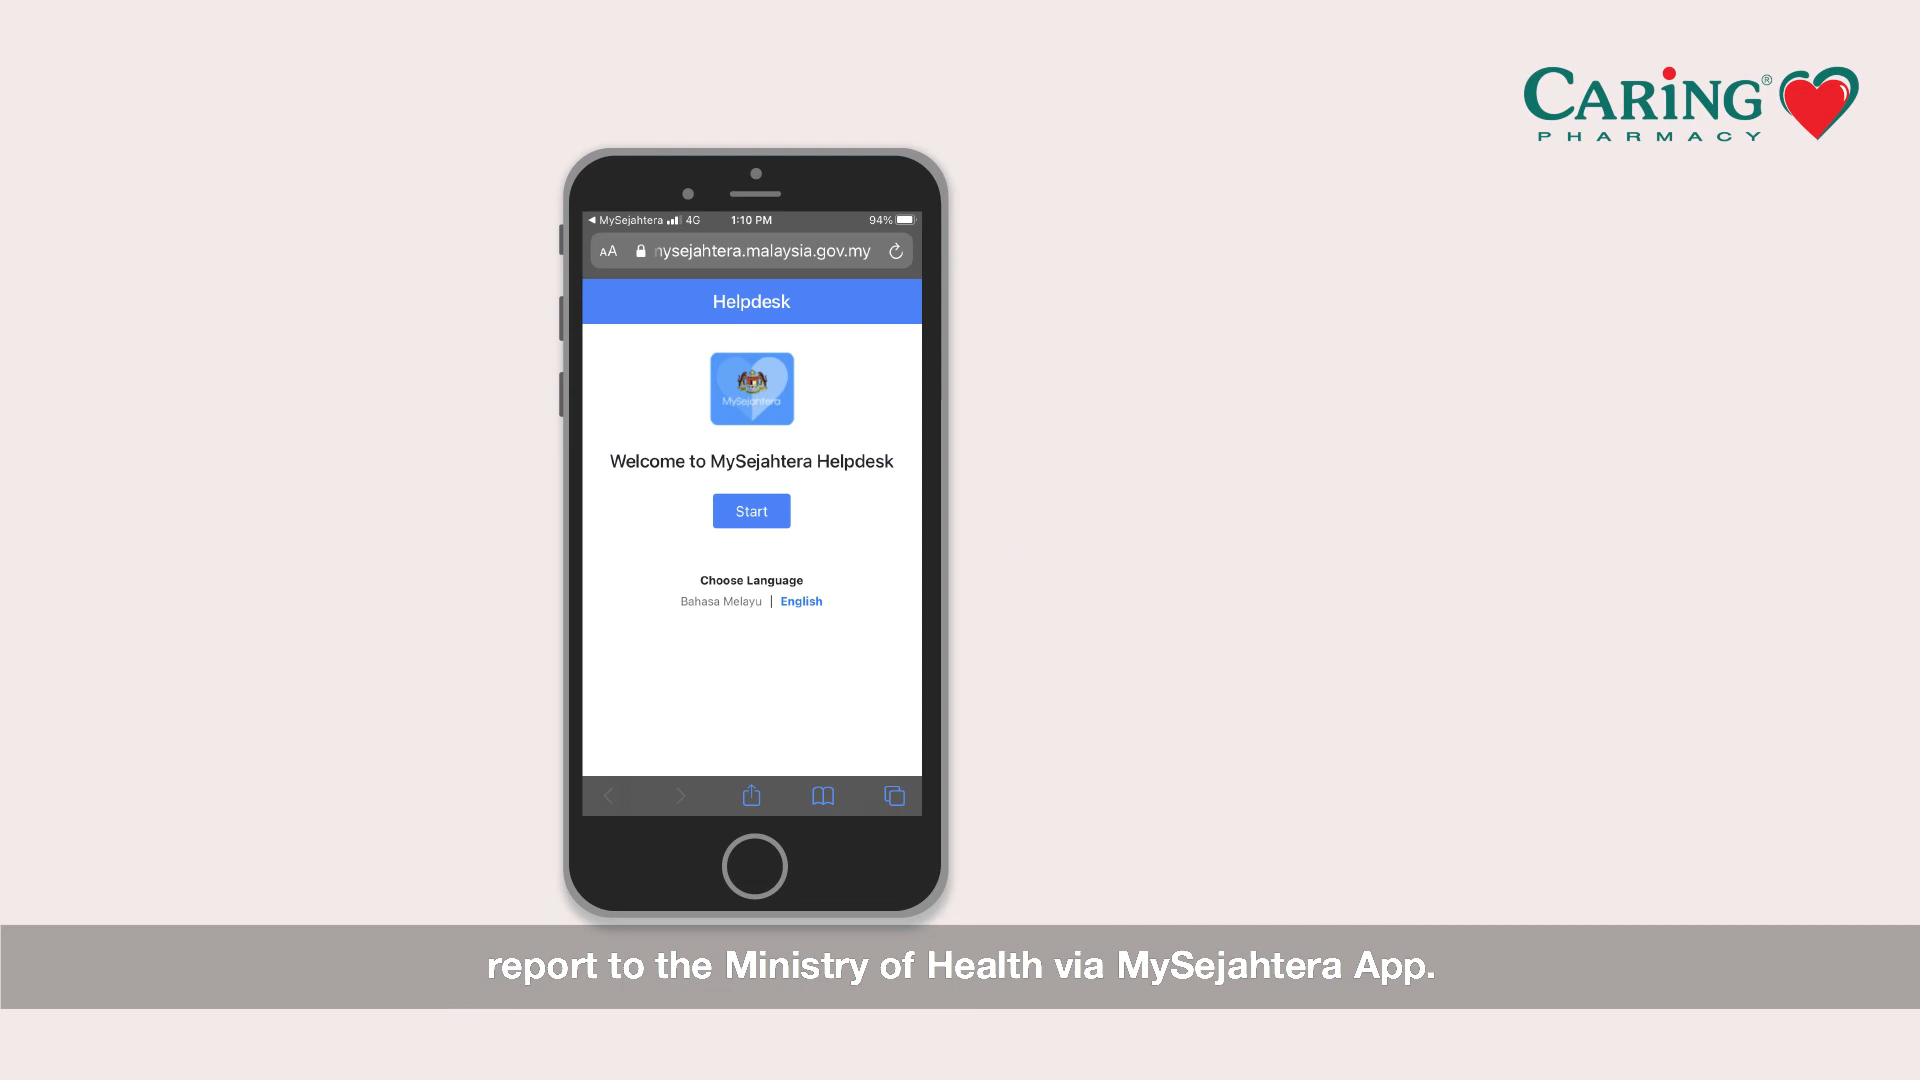 CARiNG®
PHARMACY
MySejahtera 4G 1:10 PM 94%
AA mysejahtera.malaysia.gov.my
Helpdesk
MySejahtera
Welcome to MySejahtera Helpdesk
Start
Choose Language
Bahasa Melayu | English
report to the Ministry of Health via MySejahtera App.